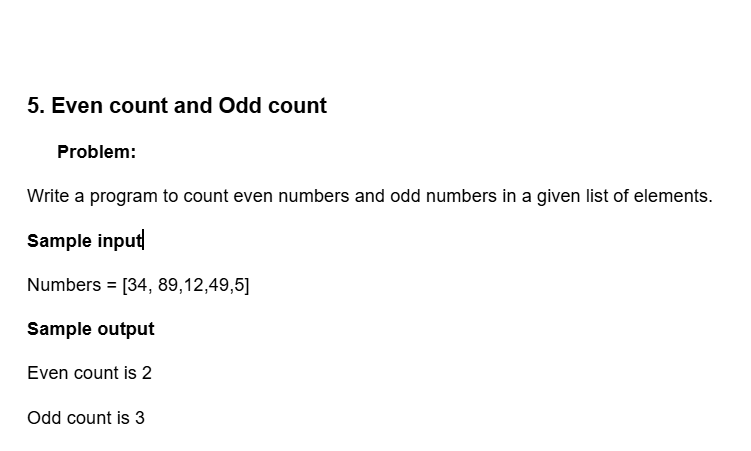 5. Even count and Odd count
Problem:
Write a program to count even numbers and odd numbers in a given list of elements.
Sample input
Numbers = [34, 89,12,49,5]
Sample output
Even count is 2
Odd count is 3